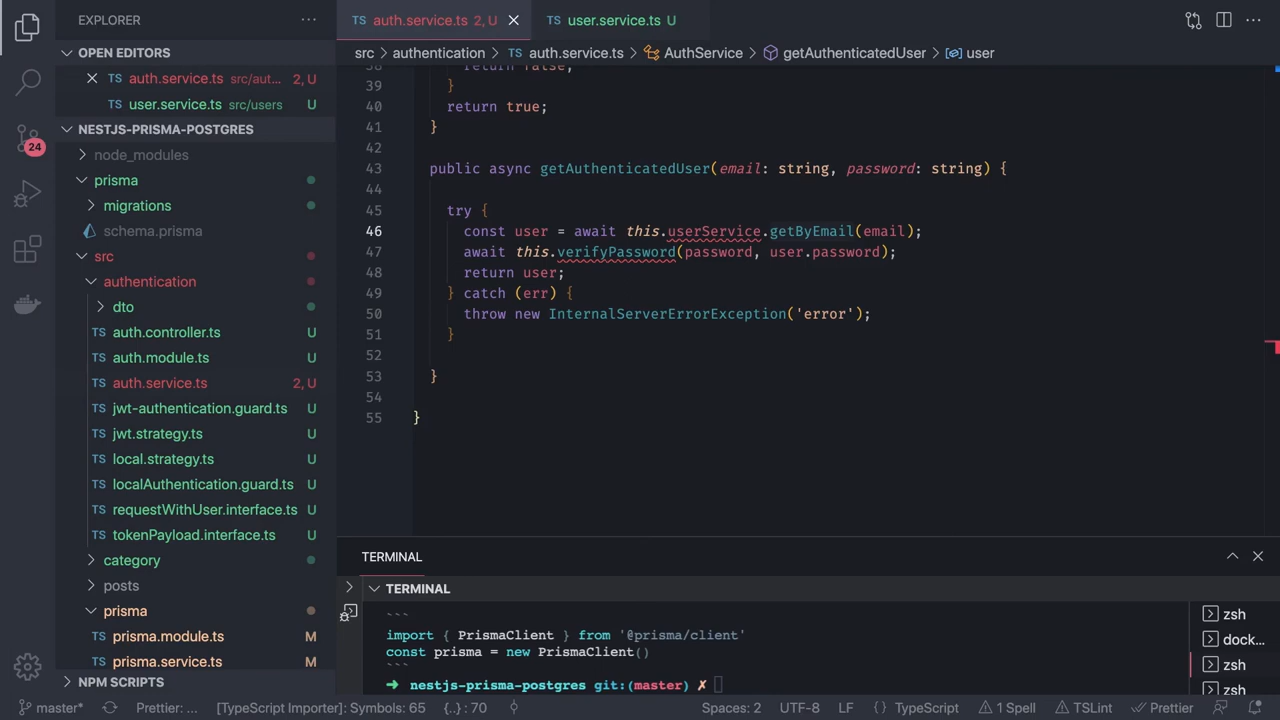 EXPLORER
OPEN EDITORS
auth.service.ts src/aut... 2, U
user.service.ts src/users U
NESTJS-PRISMA-POSTGRES
node_modules
prisma
migrations
schema.prisma
src
authentication
dto
auth.controller.ts U
auth.module.ts U
auth.service.ts 2, U
jwt-authentication.guard.ts U
jwt.strategy.ts U
local.strategy.ts U
localAuthentication.guard.ts U
requestWithUser.interface.ts U
tokenPayload.interface.ts U
category
posts
prisma
prisma.module.ts M
prisma.service.ts M
NPM SCRIPTS
24
auth.service.ts 2, U
user.service.ts U
src > authentication > auth.service.ts > AuthService > getAuthenticatedUser > user
38 return false;
39 }
40 return true;
41 }
42
43 public async getAuthenticatedUser(email: string, password: string) {
44
45 try {
46 const user = await this.userService.getByEmail(email);
47 await this.verifyPassword(password, user.password);
48 return user;
49 } catch (err) {
50 throw new InternalServerErrorException('error');
51 }
52
53 }
54
55 }
TERMINAL
TERMINAL
```
import { PrismaClient } from '@prisma/client'
const prisma = new PrismaClient()
```
➜ nestjs-prisma-postgres git:(master) ✗
zsh
dock...
zsh
zsh
master* Prettier: ... [TypeScript Importer]: Symbols: 65 {..} : 70 Spaces: 2 UTF-8 LF {} TypeScript 1 Spell TSLint Prettier